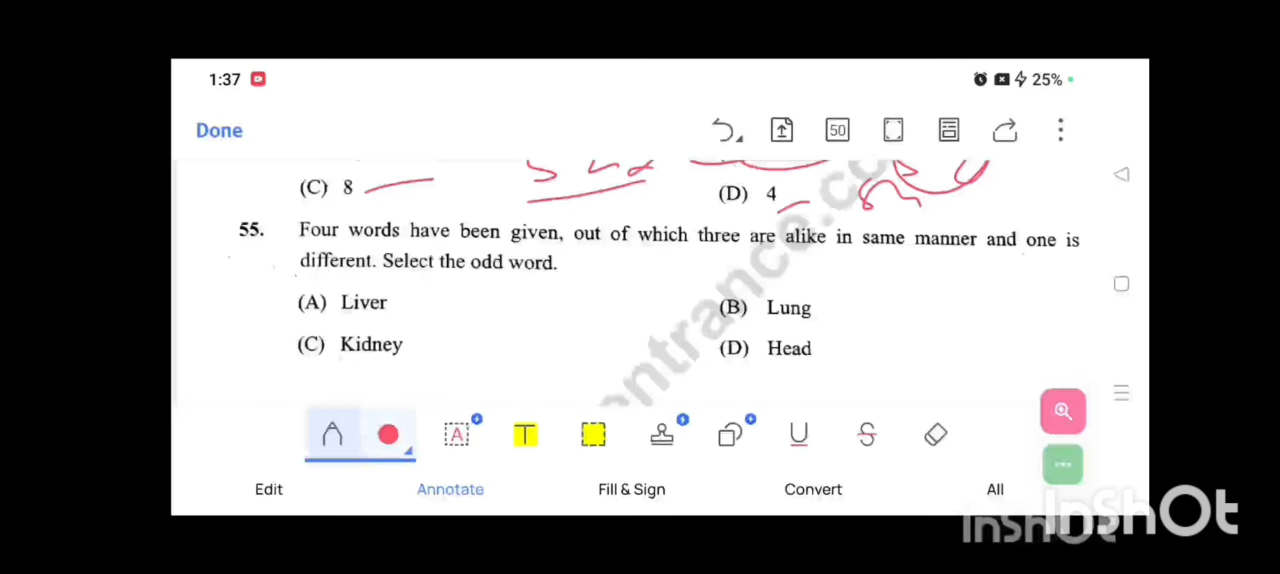 1:37 25%
Done 50
(C) 8 (D) 4
55. Four words have been given, out of which three are alike in same manner and one is
different. Select the odd word.
(A) Liver (B) Lung
(C) Kidney (D) Head
entrance.co
A T U S
Edit Annotate Fill & Sign Convert All
InShOt